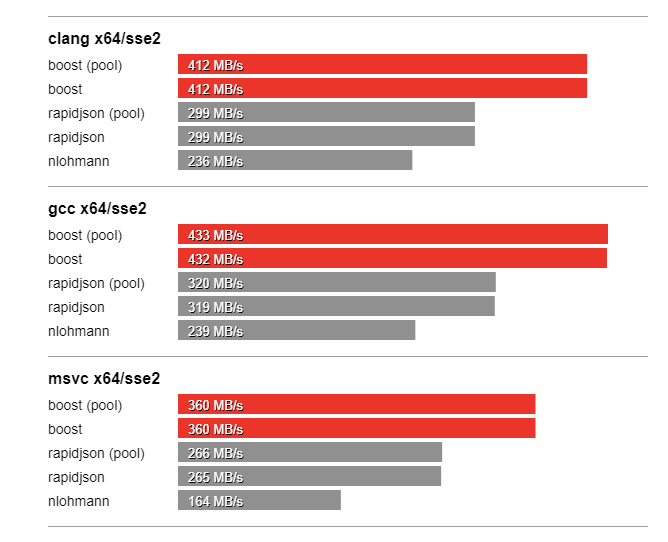 clang x64/sse2
boost (pool) 412 MB/s
boost 412 MB/s
rapidjson (pool) 299 MB/s
rapidjson 299 MB/s
nlohmann 236 MB/s
gcc x64/sse2
boost (pool) 433 MB/s
boost 432 MB/s
rapidjson (pool) 320 MB/s
rapidjson 319 MB/s
nlohmann 239 MB/s
msvc x64/sse2
boost (pool) 360 MB/s
boost 360 MB/s
rapidjson (pool) 266 MB/s
rapidjson 265 MB/s
nlohmann 164 MB/s